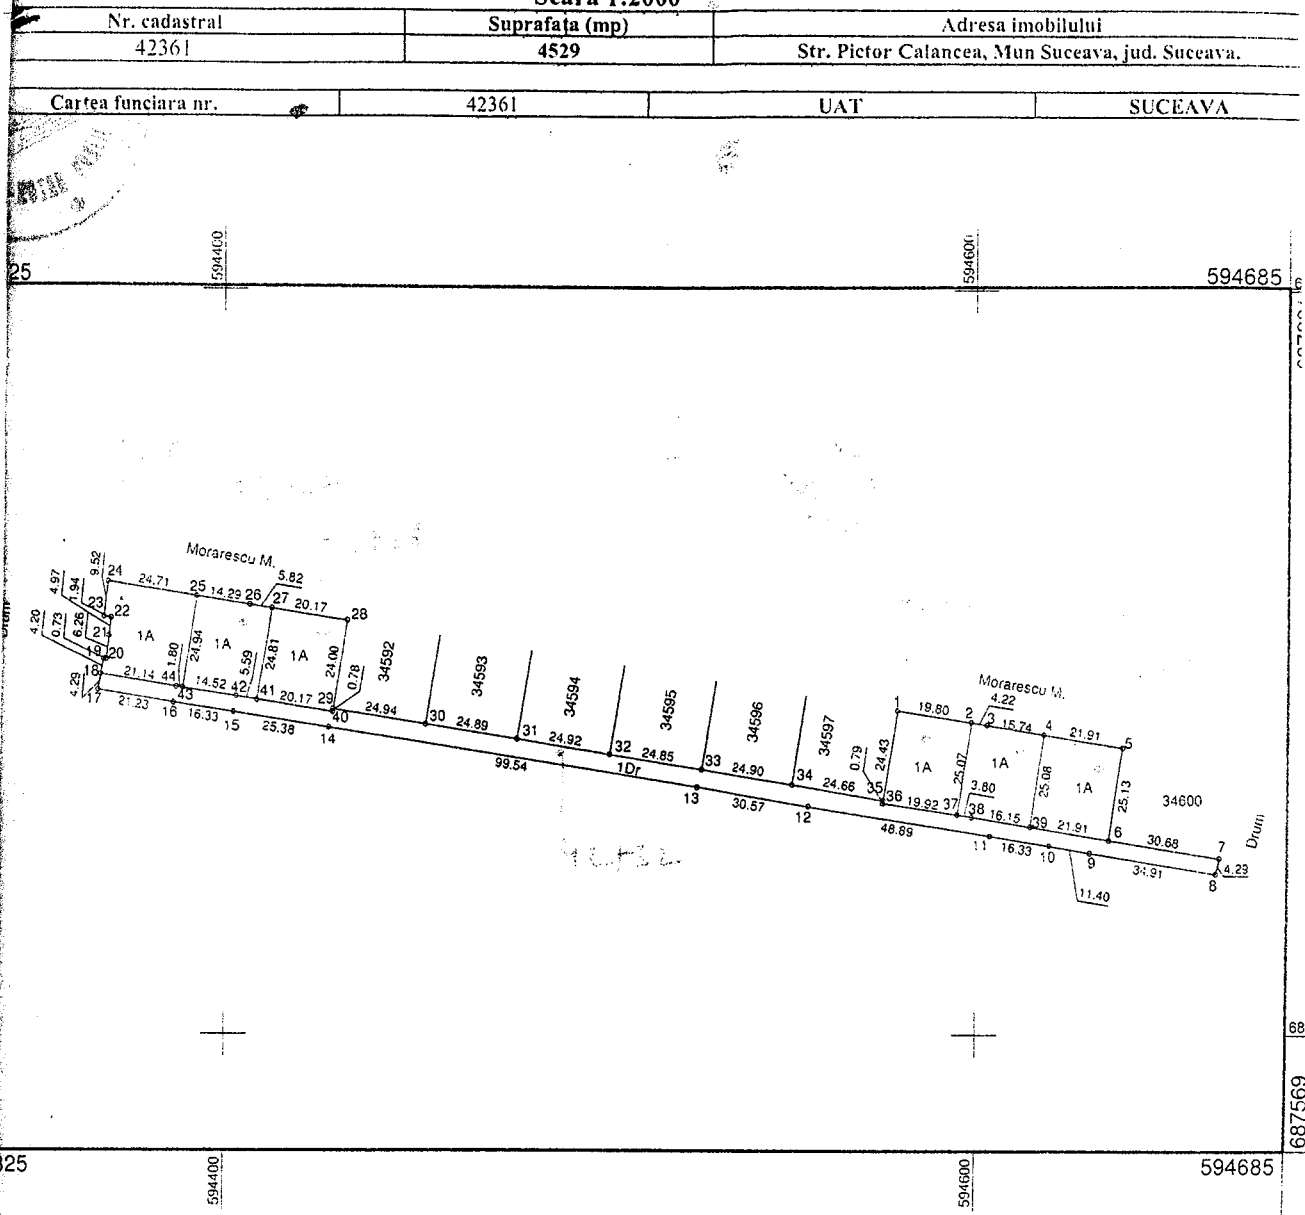 Scara 1:2000
Nr. cadastral Suprafața (mp) Adresa imobilului
42361 4529 Str. Pictor Calancea, Mun Suceava, jud. Suceava.
Cartea funciara nr. 42361 UAT SUCEAVA
594400 594600
25 594685
Morarescu M.
24 24.71 25 14.29 26 5.82 27 20.17 28
9.52
4.97 1.94 23 22
4.20 0.73 6.26 21 1A 1.80 24.94 1A 5.59 24.81 1A 24.00 0.78
19 20
18 21.14 44 43 14.52 42 41 20.17 29 40
4.29 17 21.23 16 16.33 15 25.38 14
34592 34593 34594 34595 34596 34597
24.94 30 24.89 31 24.92 32 24.85 33 24.90 34 24.66 35
99.54 1Dr 13 30.57 12 48.89 11 16.33 10 9 34.91 8
11.40
Morarescu M.
1 19.80 2 3 4.22 15.74 4 21.91 5
0.79 24.43 1A 25.07 1A 25.08 1A 25.13 34600
3.80
36 19.92 37 38 16.15 39 21.91 6 30.68 7
4.29
Drum
Drum
68
687569
325 594685
594400 594600